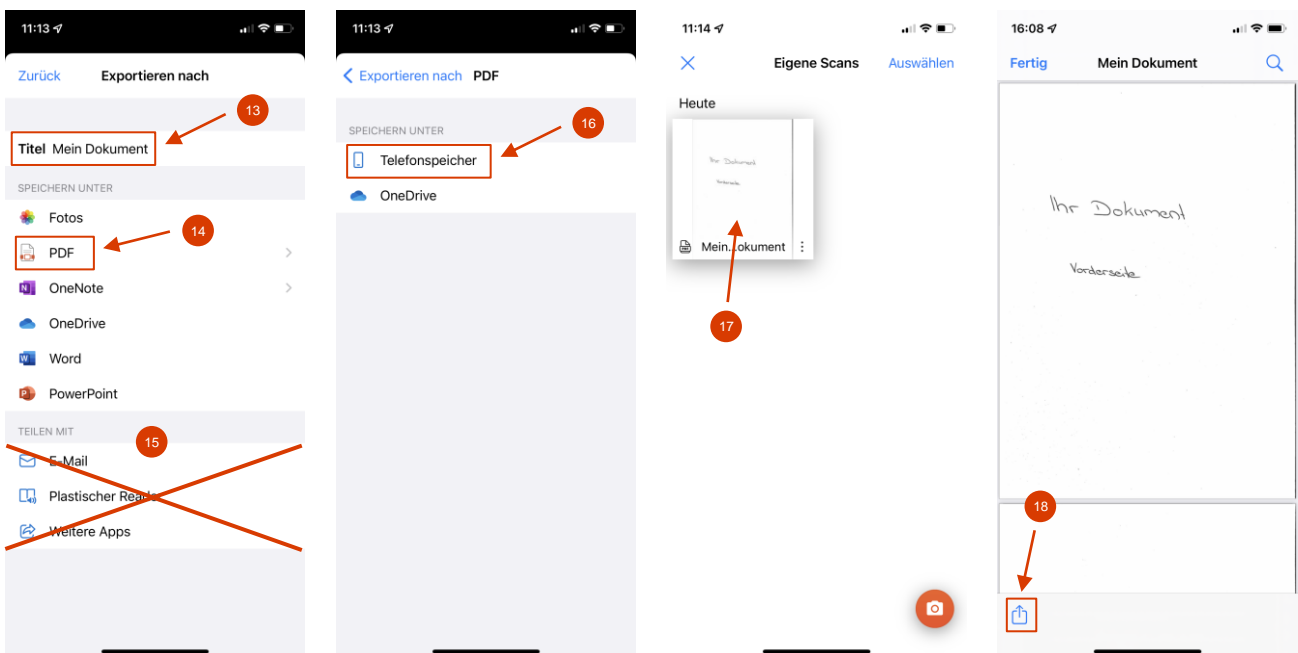 11:13
Zurück Exportieren nach
13
Titel Mein Dokument
SPEICHERN UNTER
Fotos
14
PDF
OneNote
OneDrive
Word
PowerPoint
TEILEN MIT
15
E-Mail
Plastischer Reader
Weitere Apps
11:13
Exportieren nach PDF
16
SPEICHERN UNTER
Telefonspeicher
OneDrive
11:14
Eigene Scans Auswählen
Heute
Ihr Dokument
Vorderseite
Mein...okument
17
16:08
Fertig Mein Dokument
Ihr Dokument
Vorderseite
18